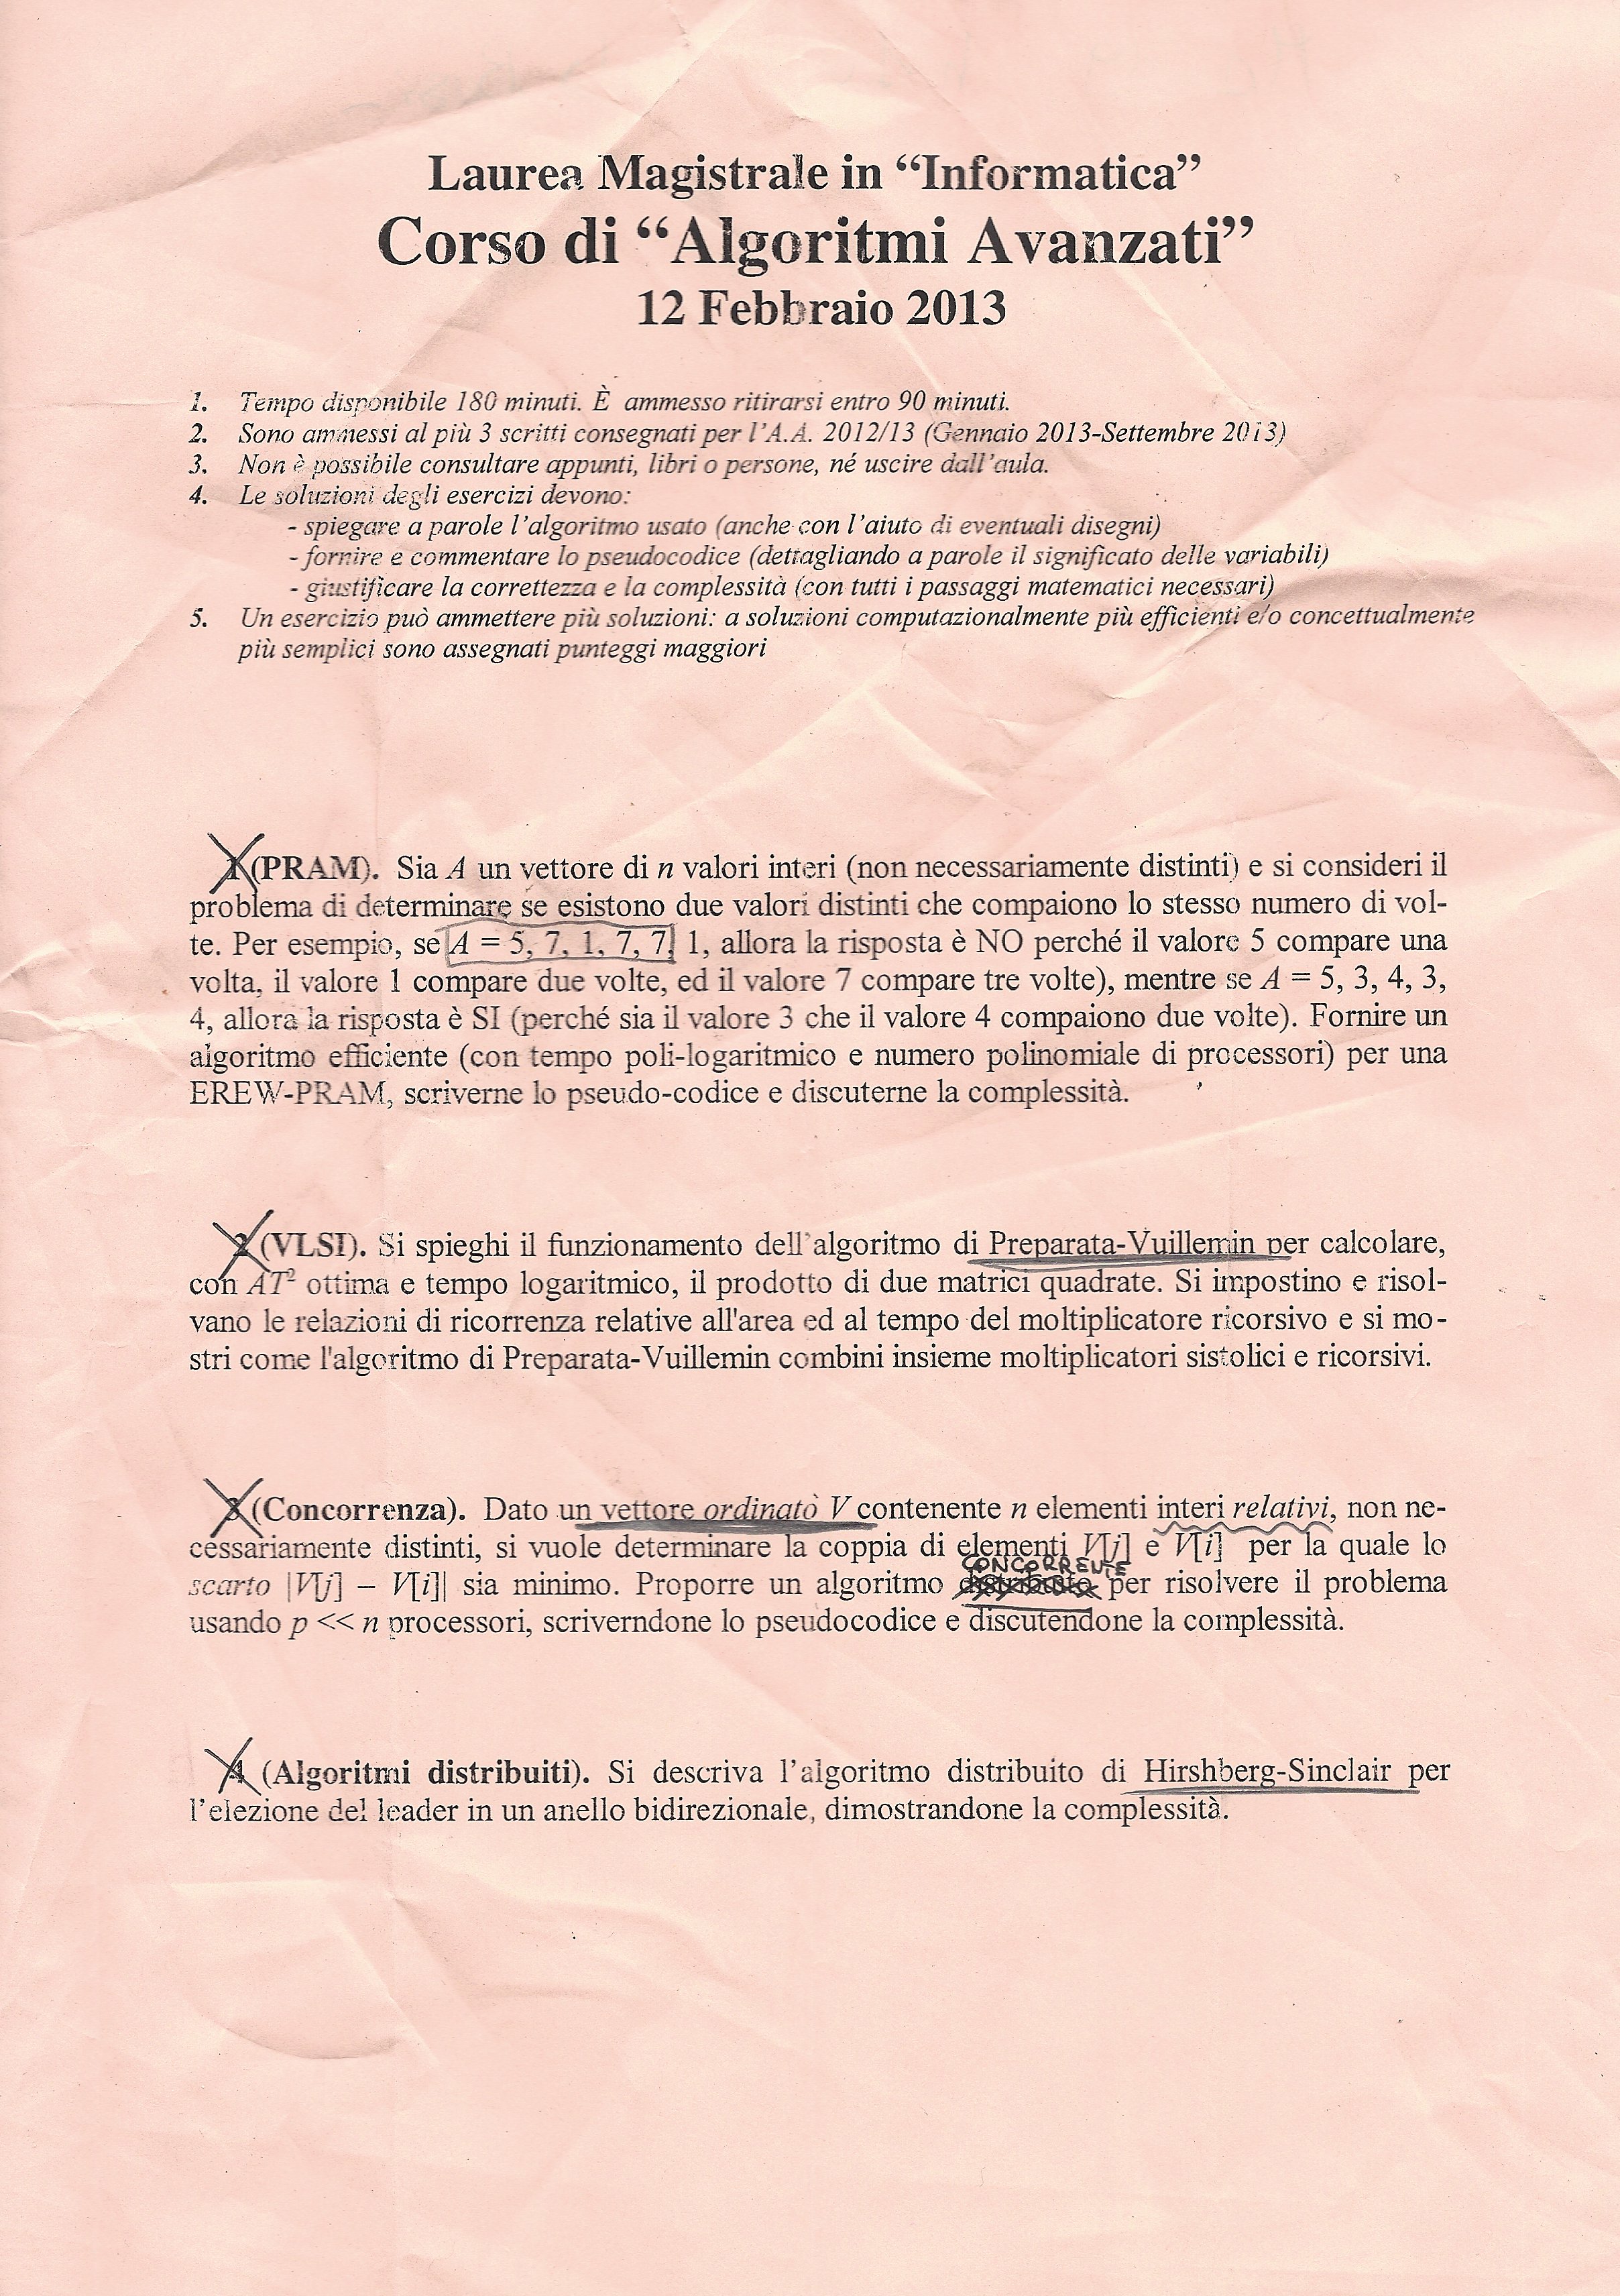 Laurea Magistrale in “Informatica”
Corso di “Algoritmi Avanzati”
12 Febbraio 2013
1. Tempo disponibile 180 minuti. È ammesso ritirarsi entro 90 minuti.
2. Sono ammessi al più 3 scritti consegnati per l’A.A. 2012/13 (Gennaio 2013-Settembre 2013)
3. Non è possibile consultare appunti, libri o persone, né uscire dall’aula.
4. Le soluzioni degli esercizi devono:
- spiegare a parole l’algoritmo usato (anche con l’aiuto di eventuali disegni)
- fornire e commentare lo pseudocodice (dettagliando a parole il significato delle variabili)
- giustificare la correttezza e la complessità (con tutti i passaggi matematici necessari)
5. Un esercizio può ammettere più soluzioni: a soluzioni computazionalmente più efficienti e/o concettualmente
più semplici sono assegnati punteggi maggiori
1 (PRAM). Sia A un vettore di n valori interi (non necessariamente distinti) e si consideri il
problema di determinare se esistono due valori distinti che compaiono lo stesso numero di vol-
te. Per esempio, se A = 5, 7, 1, 7, 7, 1, allora la risposta è NO perché il valore 5 compare una
volta, il valore 1 compare due volte, ed il valore 7 compare tre volte), mentre se A = 5, 3, 4, 3,
4, allora la risposta è SI (perché sia il valore 3 che il valore 4 compaiono due volte). Fornire un
algoritmo efficiente (con tempo poli-logaritmico e numero polinomiale di processori) per una
EREW-PRAM, scriverne lo pseudo-codice e discuterne la complessità.
2 (VLSI). Si spieghi il funzionamento dell’algoritmo di Preparata-Vuillemin per calcolare,
con AT² ottima e tempo logaritmico, il prodotto di due matrici quadrate. Si impostino e risol-
vano le relazioni di ricorrenza relative all'area ed al tempo del moltiplicatore ricorsivo e si mo-
stri come l'algoritmo di Preparata-Vuillemin combini insieme moltiplicatori sistolici e ricorsivi.
3 (Concorrenza). Dato un vettore ordinato V contenente n elementi interi relativi, non ne-
cessariamente distinti, si vuole determinare la coppia di elementi V[j] e V[i] per la quale lo
CONCORRENTE
scarto |V[j] – V[i]| sia minimo. Proporre un algoritmo distribuito per risolvere il problema
usando p << n processori, scriverndone lo pseudocodice e discutendone la complessità.
4 (Algoritmi distribuiti). Si descriva l’algoritmo distribuito di Hirshberg-Sinclair per
l’elezione del leader in un anello bidirezionale, dimostrandone la complessità.